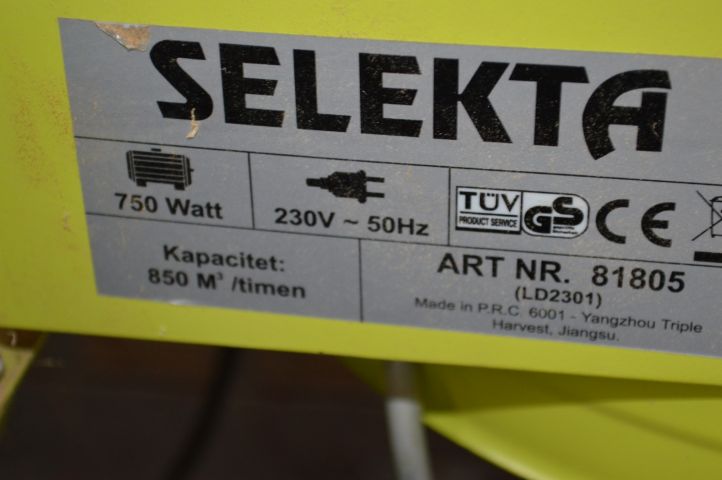 SELEKTA
750 Watt
230V ~ 50Hz
TÜV
PRODUCT SERVICE
GS
CE
Kapacitet:
850 M³ /timen
ART NR. 81805
(LD2301)
Made in P.R.C. 6001 - Yangzhou Triple
Harvest, Jiangsu.